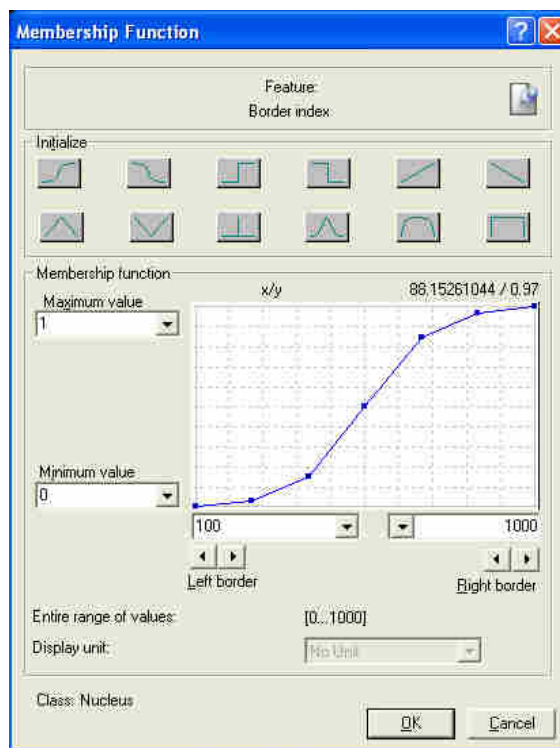 Membership Function
Feature:
Border index
Initialize
Membership function
Maximum value
x/y
86.15261044 / 0.97
1
Minimum value
0
100
1000
Left border
Right border
Entire range of values:
[0...1000]
Display unit:
No Unit
Class: Nucleus
OK
Cancel